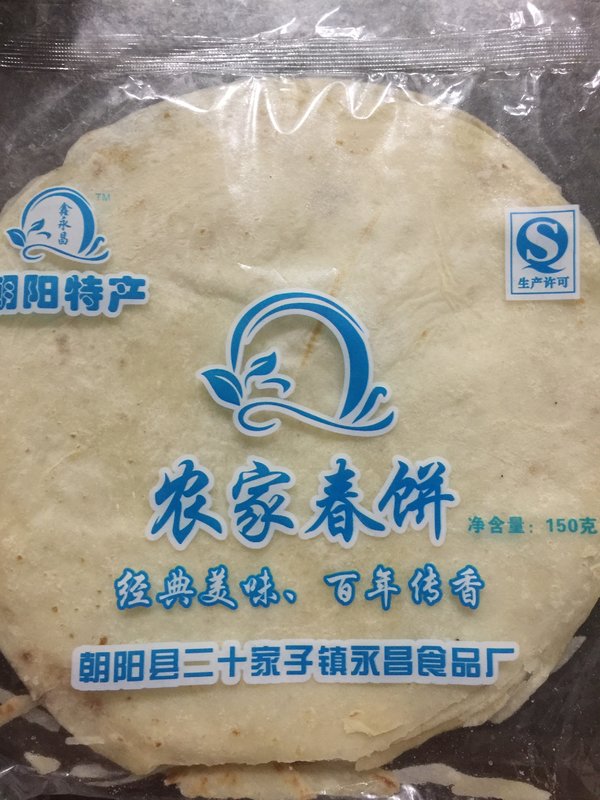 鑫永昌
TM
朝阳特产
生产许可
农家春饼
净含量：150克
经典美味、百年传香
朝阳县二十家子镇永昌食品厂